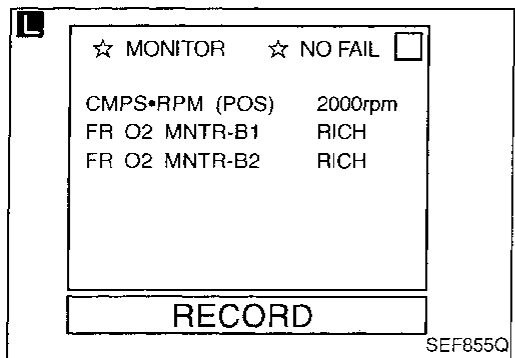 L
☆ MONITOR ☆ NO FAIL
CMPS•RPM (POS) 2000rpm
FR O2 MNTR-B1 RICH
FR O2 MNTR-B2 RICH
RECORD
SEF855Q